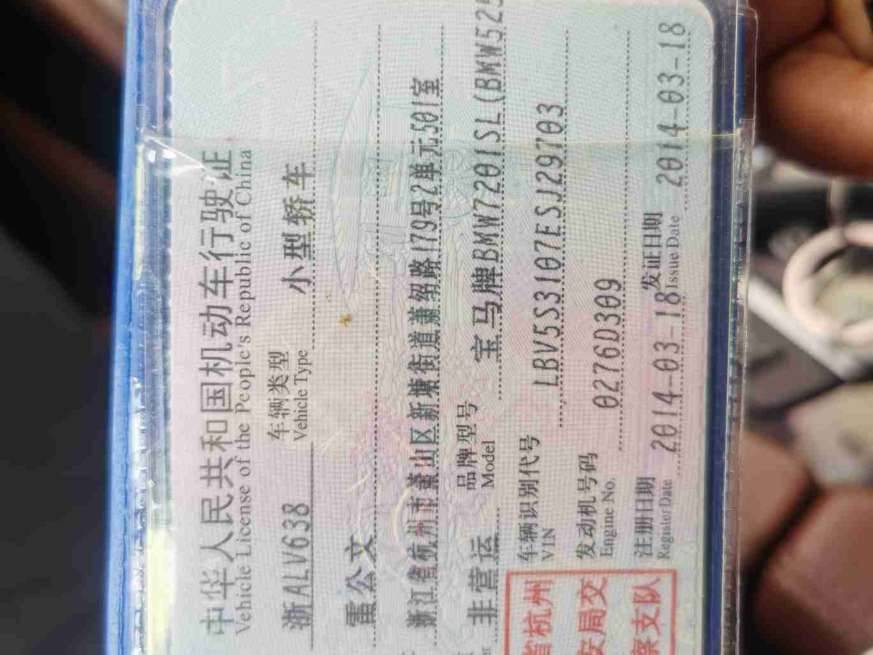 中华人民共和国机动车行驶证
Vehicle License of the People's Republic of China
浙ALV638 车辆类型 小型轿车
Vehicle Type
雷公文
浙江省杭州市萧山区新塘街道萧绍路179号2单元501室
非营运 品牌型号 宝马牌BMW7201SL(BMW525
Model
车辆识别代号 LBV5S3107ESJ29703
VIN
发动机号码 0276D309
Engine No.
注册日期 2014-03-18 发证日期 2014-03-18
Register Date Issue Date
省杭州
安局交
察支队